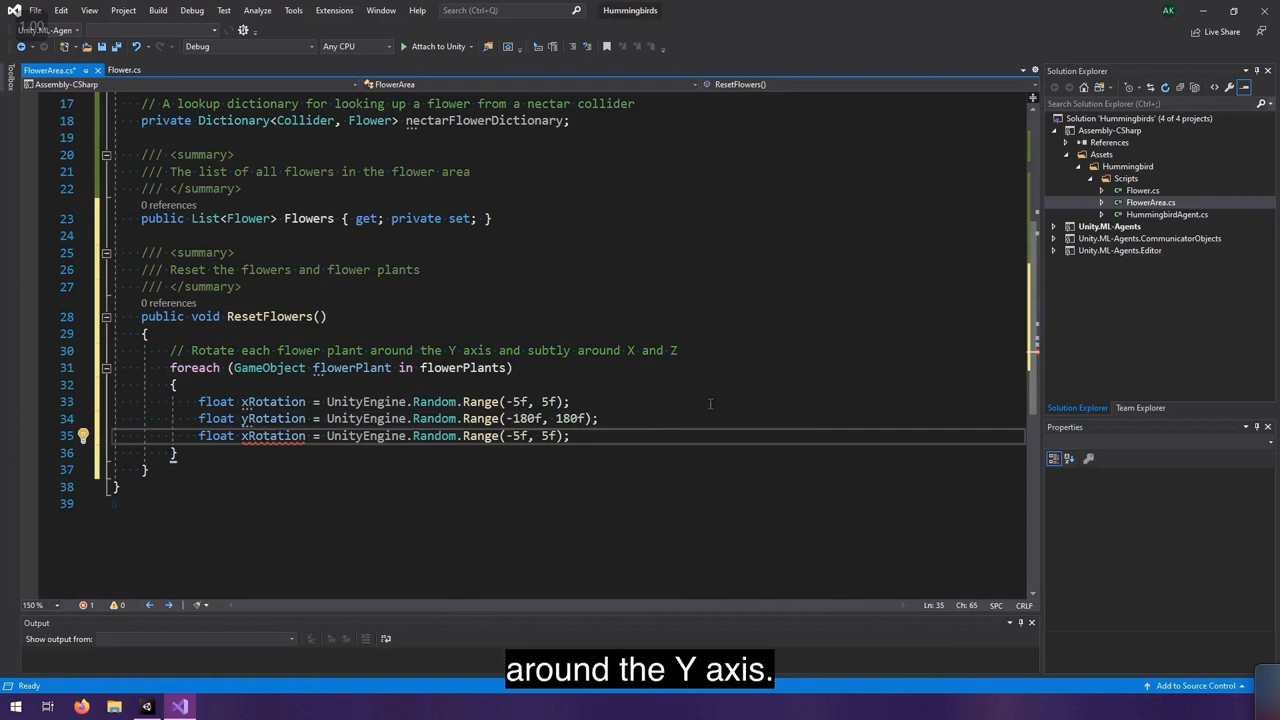 File Edit View Project Build Debug Test Analyze Tools Extensions Window Help Search (Ctrl+Q) Hummingbirds AK
1.00
Unity.ML-Agen Live Share
Debug Any CPU Attach to Unity
Toolbox
FlowerArea.cs* Flower.cs
Assembly-CSharp FlowerArea ResetFlowers()
17 // A lookup dictionary for looking up a flower from a nectar collider
18 private Dictionary<Collider, Flower> nectarFlowerDictionary;
19
20 /// <summary>
21 /// The list of all flowers in the flower area
22 /// </summary>
0 references
23 public List<Flower> Flowers { get; private set; }
24
25 /// <summary>
26 /// Reset the flowers and flower plants
27 /// </summary>
0 references
28 public void ResetFlowers()
29 {
30 // Rotate each flower plant around the Y axis and subtly around X and Z
31 foreach (GameObject flowerPlant in flowerPlants)
32 {
33 float xRotation = UnityEngine.Random.Range(-5f, 5f);
34 float yRotation = UnityEngine.Random.Range(-180f, 180f);
35 float xRotation = UnityEngine.Random.Range(-5f, 5f);
36 }
37 }
38 }
39
150 % 1 0 Ln: 35 Ch: 65 SPC CRLF
Output
Show output from:
Solution Explorer
Search Solution Explorer (Ctrl+;)
Solution 'Hummingbirds' (4 of 4 projects)
Assembly-CSharp
References
Assets
Hummingbird
Scripts
Flower.cs
FlowerArea.cs
HummingbirdAgent.cs
Unity.ML-Agents
Unity.ML-Agents.CommunicatorObjects
Unity.ML-Agents.Editor
Solution Explorer Team Explorer
Properties
around the Y axis.
Ready Add to Source Control